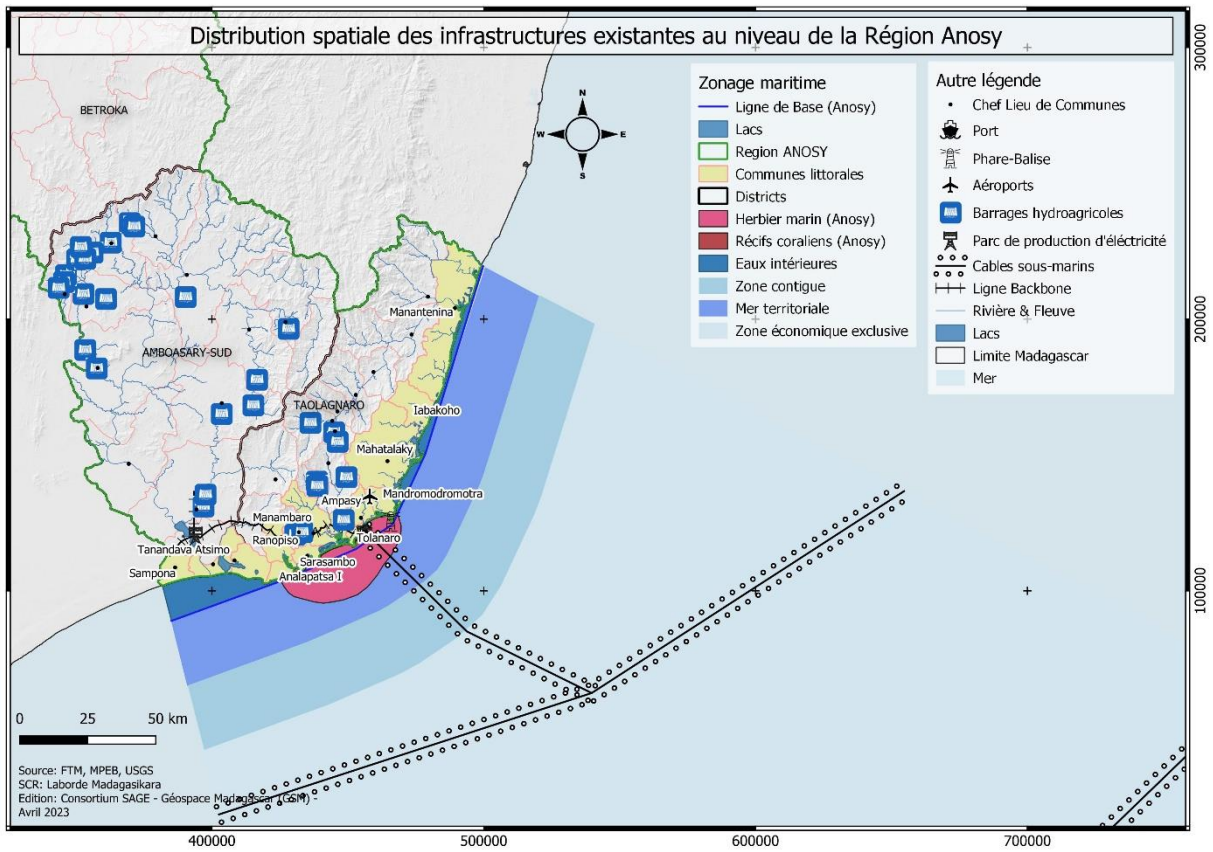 Distribution spatiale des infrastructures existantes au niveau de la Région Anosy
300000
200000
100000
Zonage maritime
Ligne de Base (Anosy)
Lacs
Region ANOSY
Communes littorales
Districts
Herbier marin (Anosy)
Récifs coraliens (Anosy)
Eaux intérieures
Zone contigue
Mer territoriale
Zone économique exclusive
Autre légende
Chef Lieu de Communes
Port
Phare-Balise
Aéroports
Barrages hydroagricoles
Parc de production d'éléctricité
Cables sous-marins
Ligne Backbone
Rivière & Fleuve
Lacs
Limite Madagascar
Mer
N
W
E
S
BETROKA
Manantenina
AMBOASARY-SUD
TAOLAGNARO
Iabakoho
Mahatalaky
Mandromodromotra
Ampasy
Manambaro
Ranopiso
Tolanaro
Tanandava Atsimo
Sarasambo
Sampona
Analapatsa I
0 25 50 km
Source: FTM, MPEB, USGS
SCR: Laborde Madagasikara
Edition: Consortium SAGE - Géospace Madagascar (GSM) -
Avril 2023
400000
500000
600000
700000